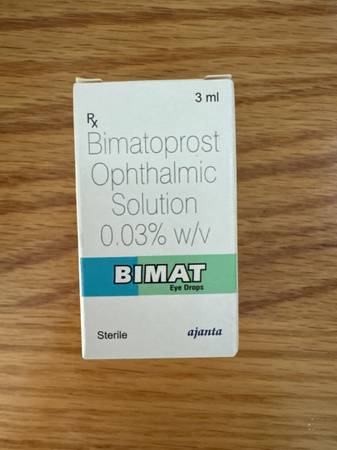 3 ml
Rx
Bimatoprost
Ophthalmic
Solution
0.03% w/v
BIMAT
Eye Drops
Sterile
ajanta